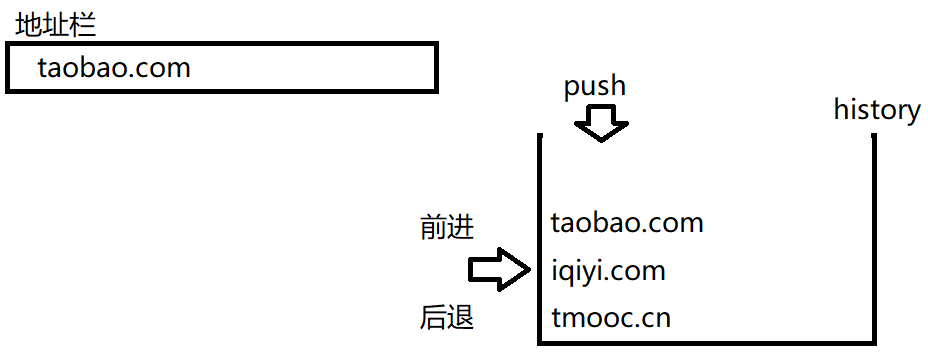 地址栏
taobao.com
push
history
前进
taobao.com
iqiyi.com
后退
tmooc.cn